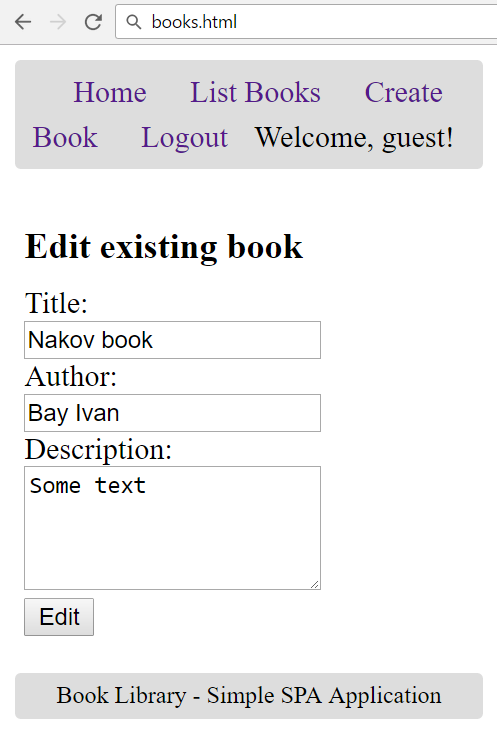 books.html
Home List Books Create
Book Logout Welcome, guest!
Edit existing book
Title:
Nakov book
Author:
Bay Ivan
Description:
Some text
Edit
Book Library - Simple SPA Application